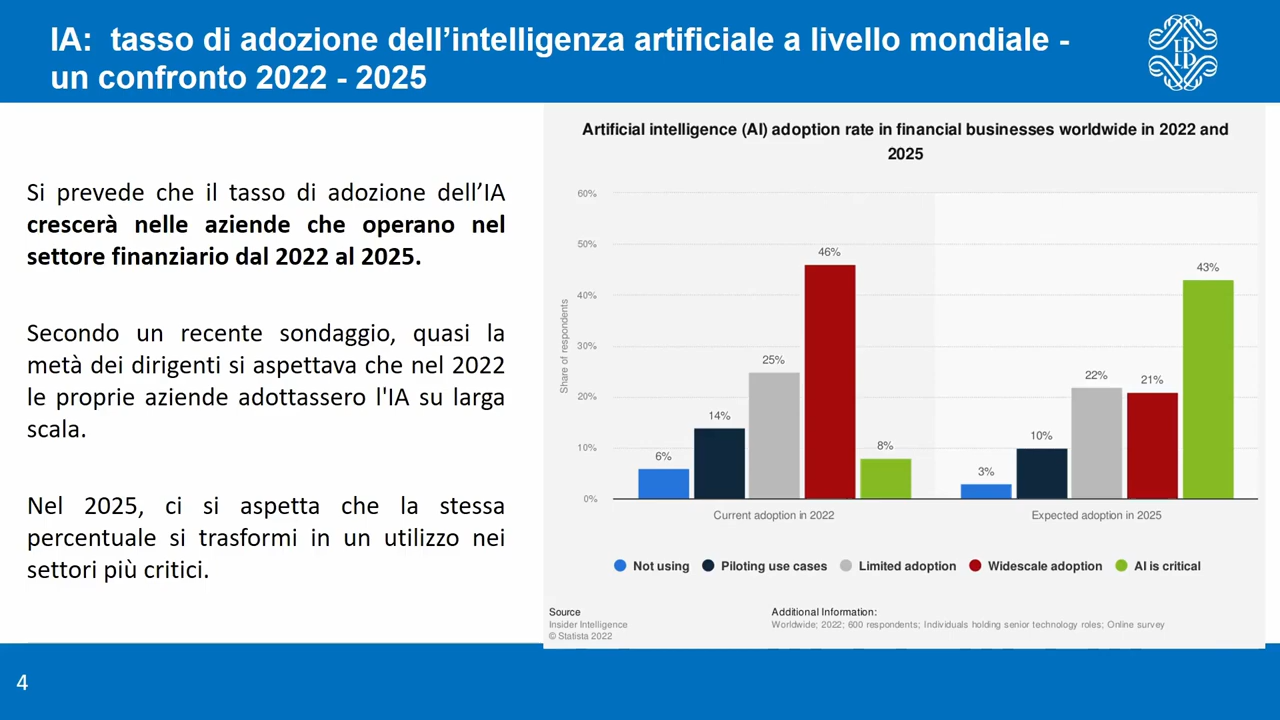 IA: tasso di adozione dell’intelligenza artificiale a livello mondiale -
un confronto 2022 - 2025
Si prevede che il tasso di adozione dell’IA
crescerà nelle aziende che operano nel
settore finanziario dal 2022 al 2025.
Secondo un recente sondaggio, quasi la
metà dei dirigenti si aspettava che nel 2022
le proprie aziende adottassero l'IA su larga
scala.
Nel 2025, ci si aspetta che la stessa
percentuale si trasformi in un utilizzo nei
settori più critici.
Artificial intelligence (AI) adoption rate in financial businesses worldwide in 2022 and
2025
Share of respondents
60%
50%
40%
30%
20%
10%
0%
6%
14%
25%
46%
8%
3%
10%
22%
21%
43%
Current adoption in 2022
Expected adoption in 2025
Not using
Piloting use cases
Limited adoption
Widescale adoption
AI is critical
Source
Insider Intelligence
© Statista 2022
Additional Information:
Worldwide; 2022; 600 respondents; Individuals holding senior technology roles; Online survey
4